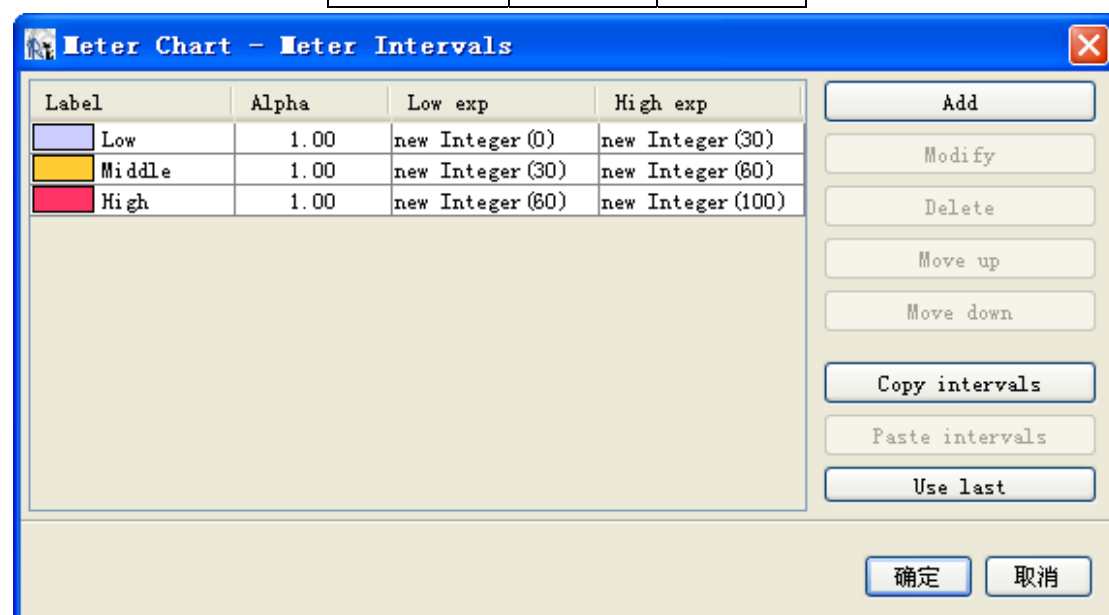 Meter Chart - Meter Intervals
Label Alpha Low exp High exp
Low 1.00 new Integer(0) new Integer(30)
Middle 1.00 new Integer(30) new Integer(60)
High 1.00 new Integer(60) new Integer(100)
Add
Modify
Delete
Move up
Move down
Copy intervals
Paste intervals
Use last
确定 取消